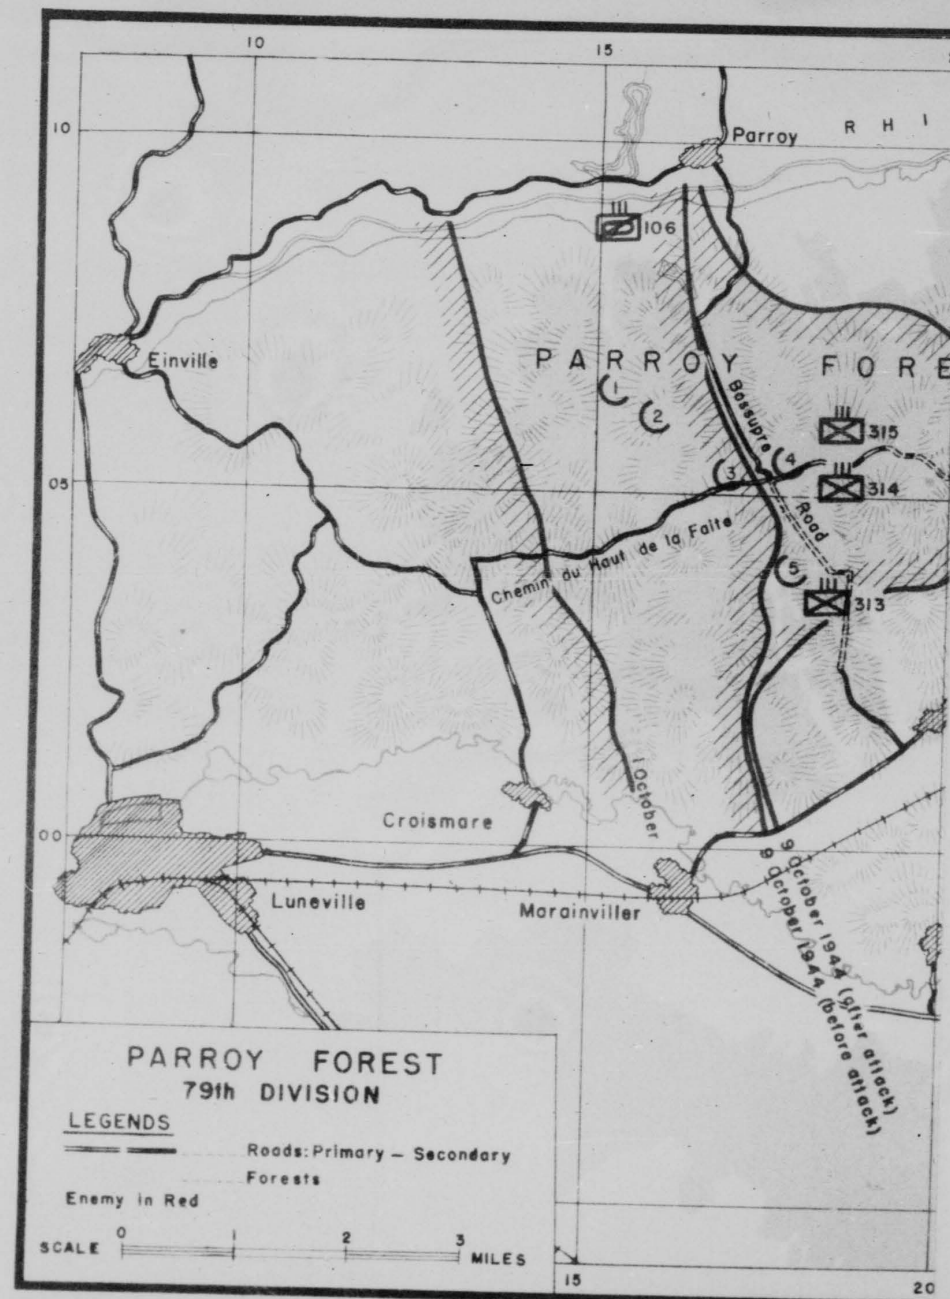 10 15
10
Parroy
R H I
106
Einville
PARROY FORE
1
2
Bossupre Road
315
3
4
05
314
Chemin du Haut de la Faite
5
313
1 October
00
Croismare
Luneville
Marainviller
9 October 1944 (after attack)
9 October 1944 (before attack)
PARROY FOREST
79th DIVISION
LEGENDS
Roads: Primary – Secondary
Forests
Enemy in Red
0 1 2 3
SCALE MILES
15 20